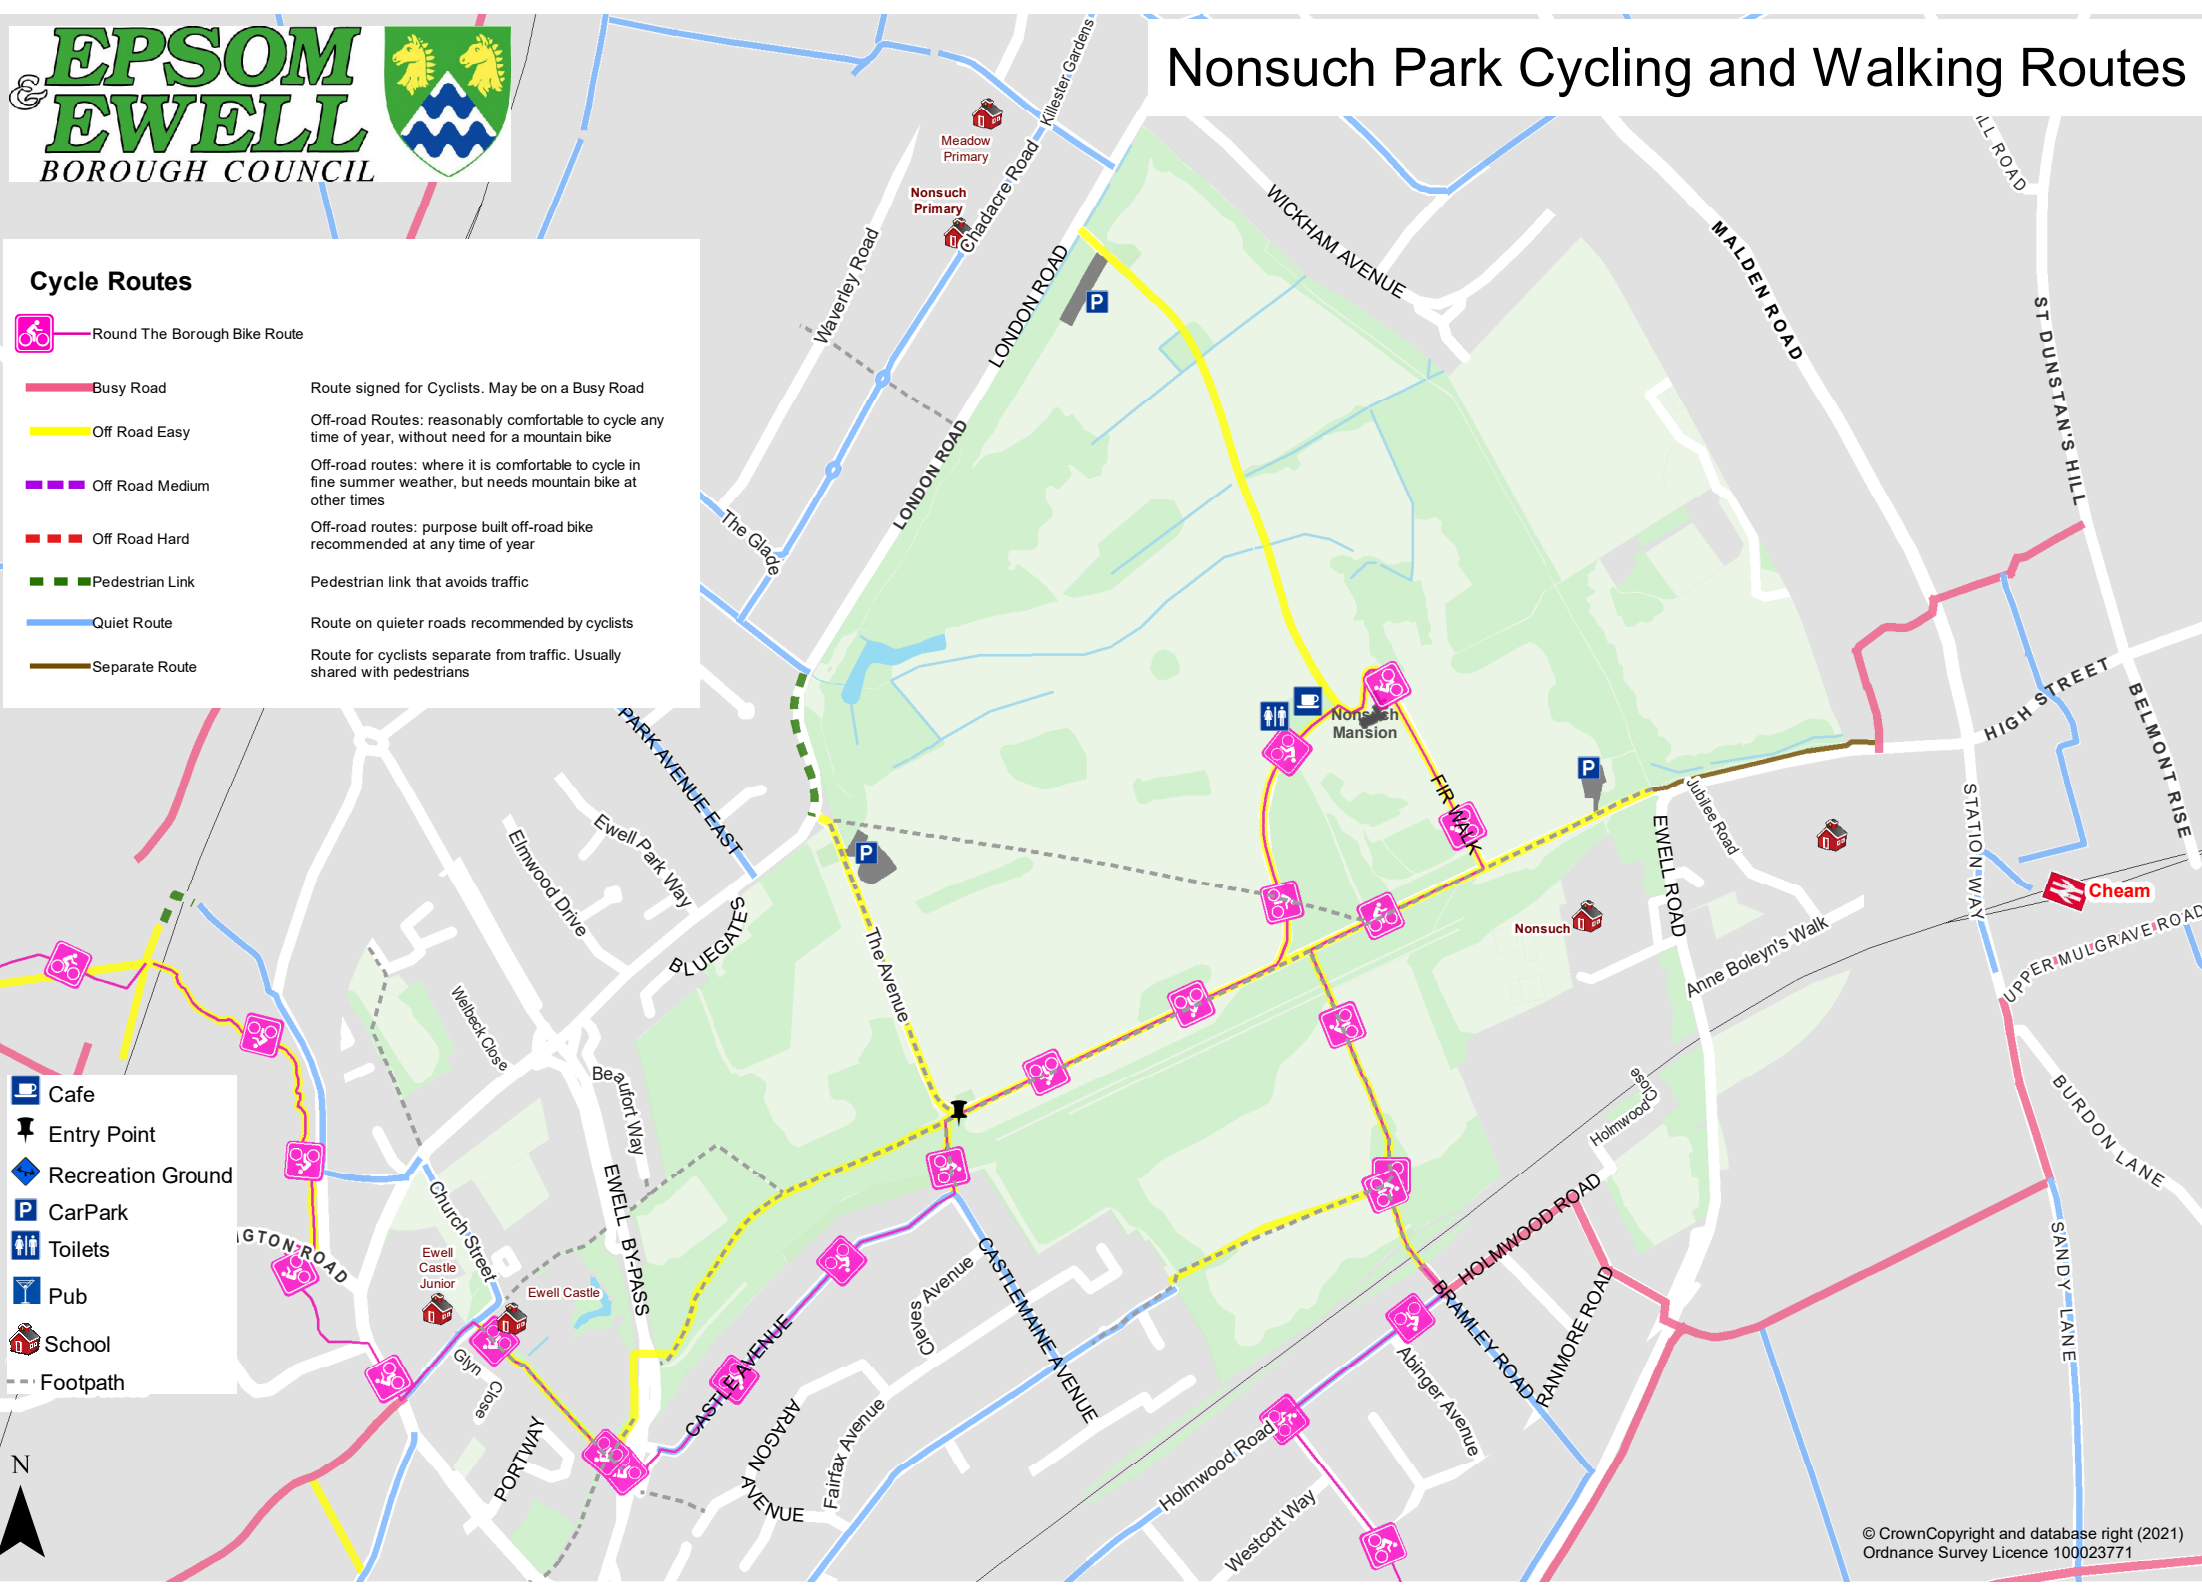 EPSOM
& EWELL
BOROUGH COUNCIL
Nonsuch Park Cycling and Walking Routes
Cycle Routes
Round The Borough Bike Route
Busy Road
Route signed for Cyclists. May be on a Busy Road
Off Road Easy
Off-road Routes: reasonably comfortable to cycle any
time of year, without need for a mountain bike
Off Road Medium
Off-road routes: where it is comfortable to cycle in
fine summer weather, but needs mountain bike at
other times
Off Road Hard
Off-road routes: purpose built off-road bike
recommended at any time of year
Pedestrian Link
Pedestrian link that avoids traffic
Quiet Route
Route on quieter roads recommended by cyclists
Separate Route
Route for cyclists separate from traffic. Usually
shared with pedestrians
Killester Gardens
Meadow
Primary
Nonsuch
Primary
Chadacre Road
Waverley Road
LONDON ROAD
LONDON ROAD
The Glade
WICKHAM AVENUE
MALDEN ROAD
LL ROAD
ST DUNSTAN'S HILL
HIGH STREET
BELMONT RISE
STATION WAY
P
Nonsuch
Mansion
FIR WALK
P
Jubilee Road
EWELL ROAD
Nonsuch
Anne Boleyn's Walk
Cheam
UPPER MULGRAVE ROAD
BURDON LANE
SANDY LANE
PARK AVENUE EAST
Ewell Park Way
Elmwood Drive
BLUEGATES
P
The Avenue
Welbeck Close
Beaufort Way
EWELL BY-PASS
Church Street
GTON ROAD
Ewell
Castle
Junior
Ewell Castle
Glyn
Close
PORTWAY
CASTLE AVENUE
ARAGON A
AVENUE
Fairfax Avenue
Cleves Avenue
CASTLEMAINE AVENUE
Holmwood
Close
HOLMWOOD ROAD
BRAMLEY ROAD
RANMORE ROAD
Abinger Avenue
Holmwood Road
Westcott Way
Cafe
Entry Point
Recreation Ground
P
CarPark
Toilets
Pub
School
Footpath
N
© CrownCopyright and database right (2021)
Ordnance Survey Licence 100023771